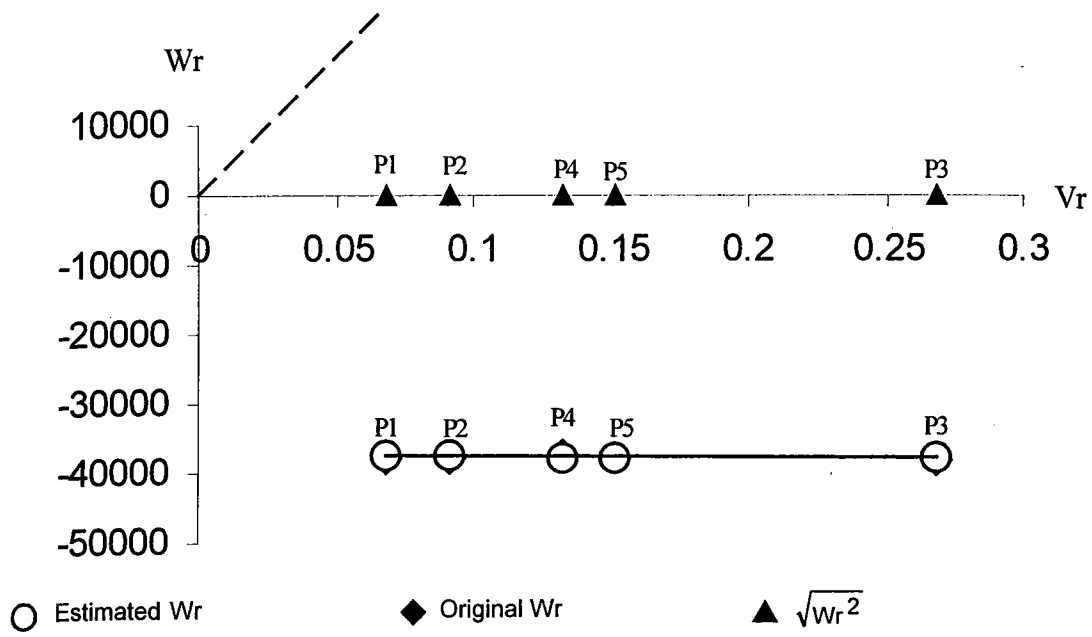 Wr
10000
P1 P2 P4 P5 P3
0
Vr
0 0.05 0.1 0.15 0.2 0.25 0.3
-10000
-20000
-30000
P1 P2 P4 P5 P3
-40000
-50000
Estimated Wr Original Wr √Wr²